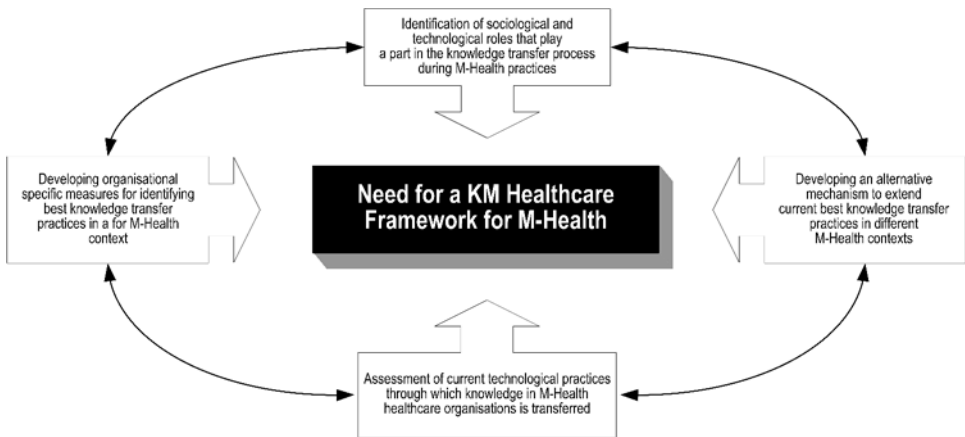 Identification of sociological and
technological roles that play
a part in the knowledge transfer process
during M-Health practices
Developing organisational
specific measures for identifying
best knowledge transfer
practices in a for M-Health
context
Need for a KM Healthcare
Framework for M-Health
Developing an alternative
mechanism to extend
current best knowledge transfer
practices in different
M-Health contexts
Assessment of current technological practices
through which knowledge in M-Health
healthcare organisations is transferred